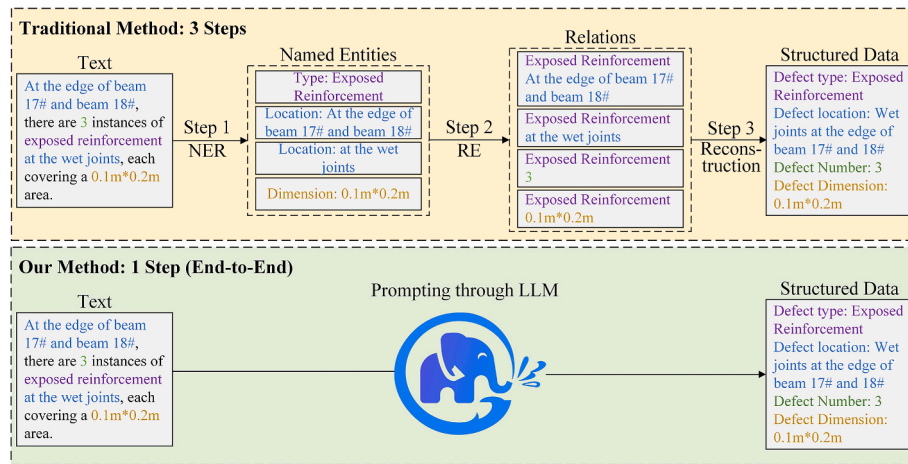 Traditional Method: 3 Steps
Text
At the edge of beam
17# and beam 18#,
there are 3 instances of
exposed reinforcement
at the wet joints, each
covering a 0.1m*0.2m
area.
Step 1
NER
Named Entities
Type: Exposed
Reinforcement
Location: At the edge of
beam 17# and beam 18#
Location: at the wet
joints
Dimension: 0.1m*0.2m
Step 2
RE
Relations
Exposed Reinforcement
At the edge of beam 17#
and beam 18#
Exposed Reinforcement
at the wet joints
Exposed Reinforcement
3
Exposed Reinforcement
0.1m*0.2m
Step 3
Recons-
truction
Structured Data
Defect type: Exposed
Reinforcement
Defect location: Wet
joints at the edge of
beam 17# and 18#
Defect Number: 3
Defect Dimension:
0.1m*0.2m
Our Method: 1 Step (End-to-End)
Text
At the edge of beam
17# and beam 18#,
there are 3 instances of
exposed reinforcement
at the wet joints, each
covering a 0.1m*0.2m
area.
Prompting through LLM
Structured Data
Defect type: Exposed
Reinforcement
Defect location: Wet
joints at the edge of
beam 17# and 18#
Defect Number: 3
Defect Dimension:
0.1m*0.2m